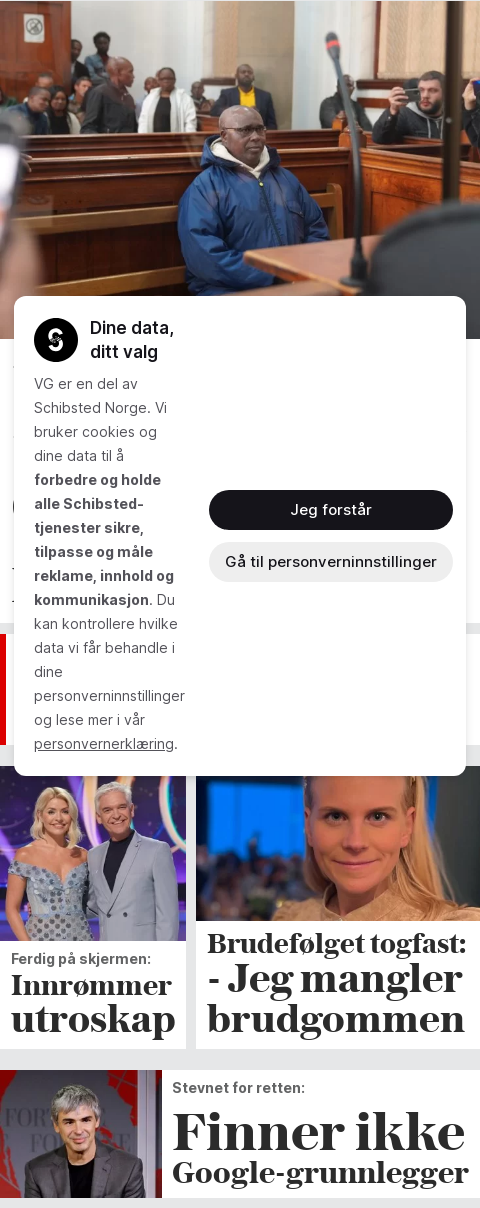 Dine data,
ditt valg
VG er en del av
Schibsted Norge. Vi
bruker cookies og
dine data til å
forbedre og holde
alle Schibsted-
tjenester sikre,
tilpasse og måle
reklame, innhold og
kommunikasjon. Du
kan kontrollere hvilke
data vi får behandle i
dine
personverninnstillinger
og lese mer i vår
personvernerklæring.
Jeg forstår
Gå til personverninnstillinger
Ferdig på skjermen:
Innrømmer
utroskap
Brudefølget togfast:
- Jeg mangler
brudgommen
Stevnet for retten:
Finner ikke
Google-grunnlegger